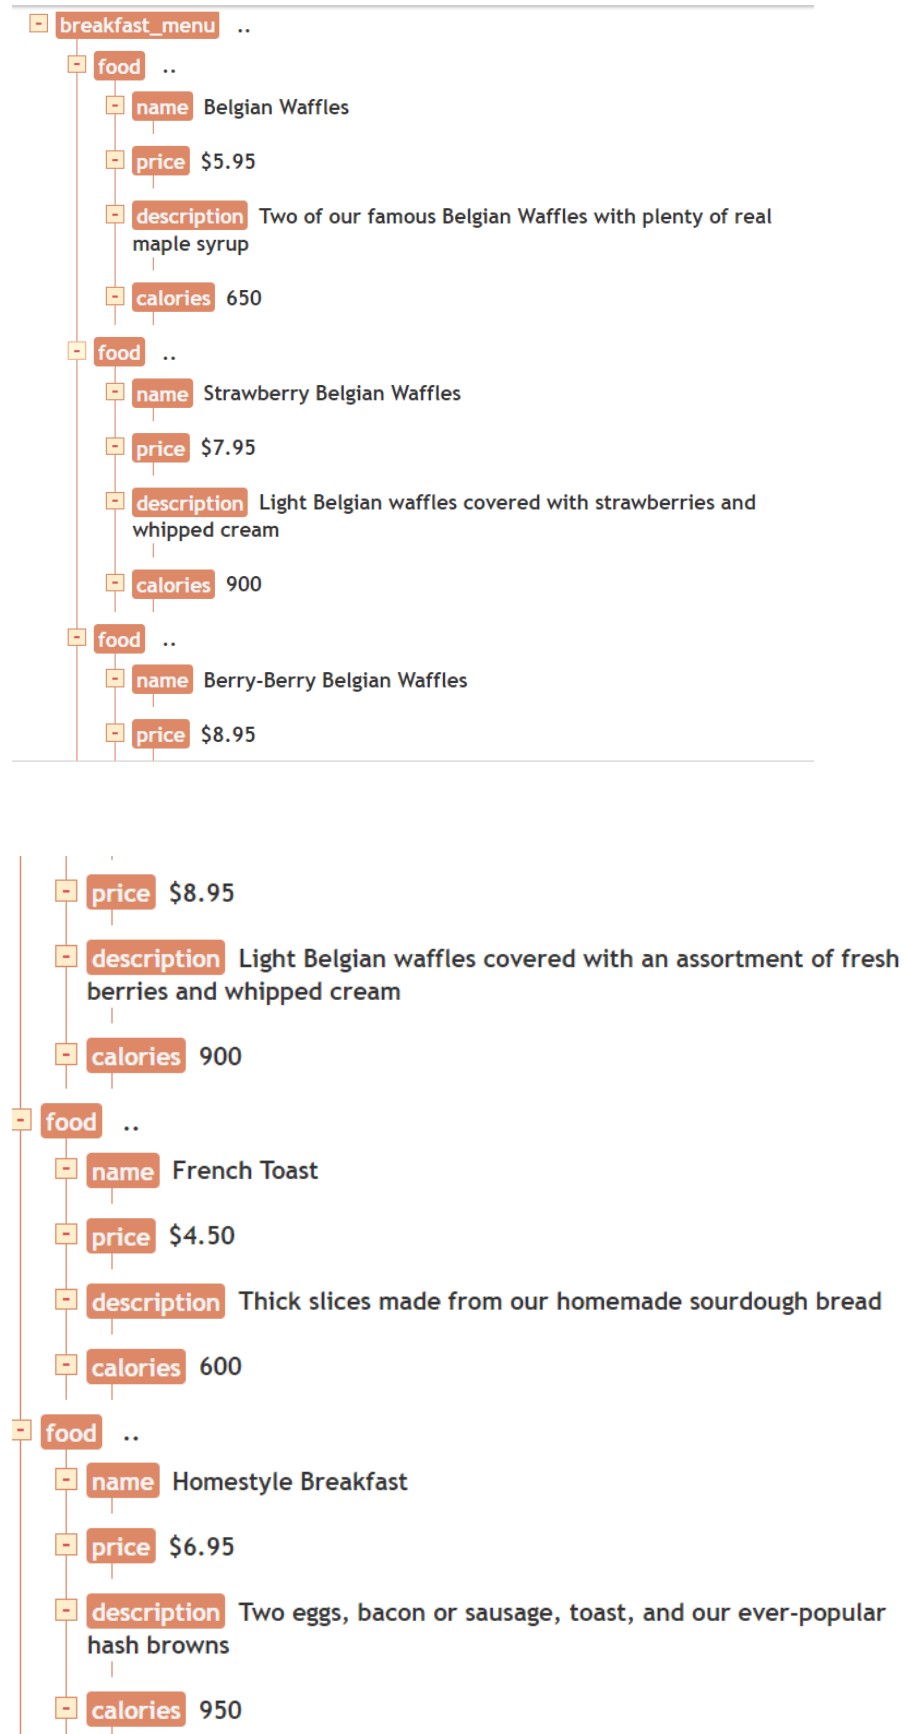 breakfast_menu ..
food ..
name Belgian Waffles
price $5.95
description Two of our famous Belgian Waffles with plenty of real
maple syrup
calories 650
food ..
name Strawberry Belgian Waffles
price $7.95
description Light Belgian waffles covered with strawberries and
whipped cream
calories 900
food ..
name Berry-Berry Belgian Waffles
price $8.95
price $8.95
description Light Belgian waffles covered with an assortment of fresh
berries and whipped cream
calories 900
food ..
name French Toast
price $4.50
description Thick slices made from our homemade sourdough bread
calories 600
food ..
name Homestyle Breakfast
price $6.95
description Two eggs, bacon or sausage, toast, and our ever-popular
hash browns
calories 950